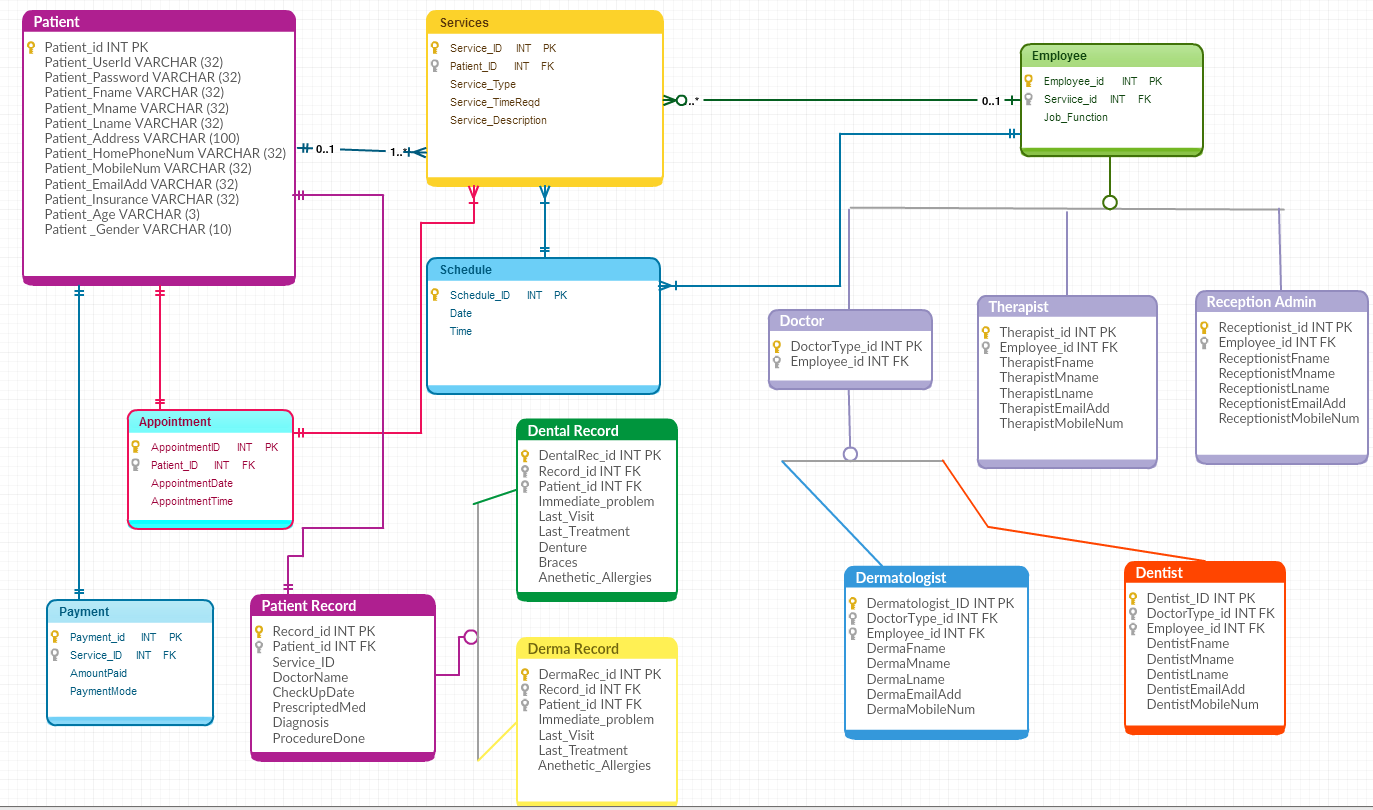 Patient
Patient_id INT PK
Patient_UserId VARCHAR (32)
Patient_Password VARCHAR (32)
Patient_Fname VARCHAR (32)
Patient_Mname VARCHAR (32)
Patient_Lname VARCHAR (32)
Patient_Address VARCHAR (100)
Patient_HomePhoneNum VARCHAR (32)
Patient_MobileNum VARCHAR (32)
Patient_EmailAdd VARCHAR (32)
Patient_Insurance VARCHAR (32)
Patient_Age VARCHAR (3)
Patient _Gender VARCHAR (10)
0..1
1..*
Services
Service_ID INT PK
Patient_ID INT FK
Service_Type
Service_TimeReqd
Service_Description
..*
0..1
Employee
Employee_id INT PK
Serviice_id INT FK
Job_Function
Schedule
Schedule_ID INT PK
Date
Time
Doctor
DoctorType_id INT PK
Employee_id INT FK
Therapist
Therapist_id INT PK
Employee_id INT FK
TherapistFname
TherapistMname
TherapistLname
TherapistEmailAdd
TherapistMobileNum
Reception Admin
Receptionist_id INT PK
Employee_id INT FK
ReceptionistFname
ReceptionistMname
ReceptionistLname
ReceptionistEmailAdd
ReceptionistMobileNum
Appointment
AppointmentID INT PK
Patient_ID INT FK
AppointmentDate
AppointmentTime
Dental Record
DentalRec_id INT PK
Record_id INT FK
Patient_id INT FK
Immediate_problem
Last_Visit
Last_Treatment
Denture
Braces
Anethetic_Allergies
Payment
Payment_id INT PK
Service_ID INT FK
AmountPaid
PaymentMode
Patient Record
Record_id INT PK
Patient_id INT FK
Service_ID
DoctorName
CheckUpDate
PrescriptedMed
Diagnosis
ProcedureDone
Derma Record
DermaRec_id INT PK
Record_id INT FK
Patient_id INT FK
Immediate_problem
Last_Visit
Last_Treatment
Anethetic_Allergies
Dermatologist
Dermatologist_ID INT PK
DoctorType_id INT FK
Employee_id INT FK
DermaFname
DermaMname
DermaLname
DermaEmailAdd
DermaMobileNum
Dentist
Dentist_ID INT PK
DoctorType_id INT FK
Employee_id INT FK
DentistFname
DentistMname
DentistLname
DentistEmailAdd
DentistMobileNum